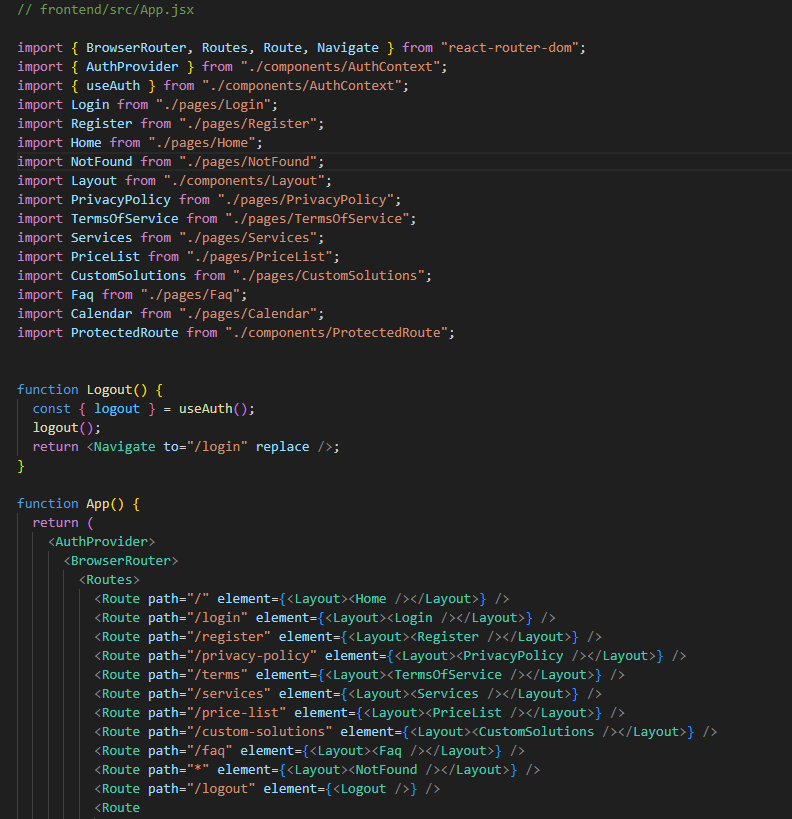 // frontend/src/App.jsx
import { BrowserRouter, Routes, Route, Navigate } from "react-router-dom";
import { AuthProvider } from "./components/AuthContext";
import { useAuth } from "./components/AuthContext";
import Login from "./pages/Login";
import Register from "./pages/Register";
import Home from "./pages/Home";
import NotFound from "./pages/NotFound";
import Layout from "./components/Layout";
import PrivacyPolicy from "./pages/PrivacyPolicy";
import TermsOfService from "./pages/TermsOfService";
import Services from "./pages/Services";
import PriceList from "./pages/PriceList";
import CustomSolutions from "./pages/CustomSolutions";
import Faq from "./pages/Faq";
import Calendar from "./pages/Calendar";
import ProtectedRoute from "./components/ProtectedRoute";
function Logout() {
  const { logout } = useAuth();
  logout();
  return <Navigate to="/login" replace />;
}
function App() {
  return (
    <AuthProvider>
      <BrowserRouter>
        <Routes>
          <Route path="/" element={<Layout><Home /></Layout>} />
          <Route path="/login" element={<Layout><Login /></Layout>} />
          <Route path="/register" element={<Layout><Register /></Layout>} />
          <Route path="/privacy-policy" element={<Layout><PrivacyPolicy /></Layout>} />
          <Route path="/terms" element={<Layout><TermsOfService /></Layout>} />
          <Route path="/services" element={<Layout><Services /></Layout>} />
          <Route path="/price-list" element={<Layout><PriceList /></Layout>} />
          <Route path="/custom-solutions" element={<Layout><CustomSolutions /></Layout>} />
          <Route path="/faq" element={<Layout><Faq /></Layout>} />
          <Route path="*" element={<Layout><NotFound /></Layout>} />
          <Route path="/logout" element={<Logout />} />
          <Route